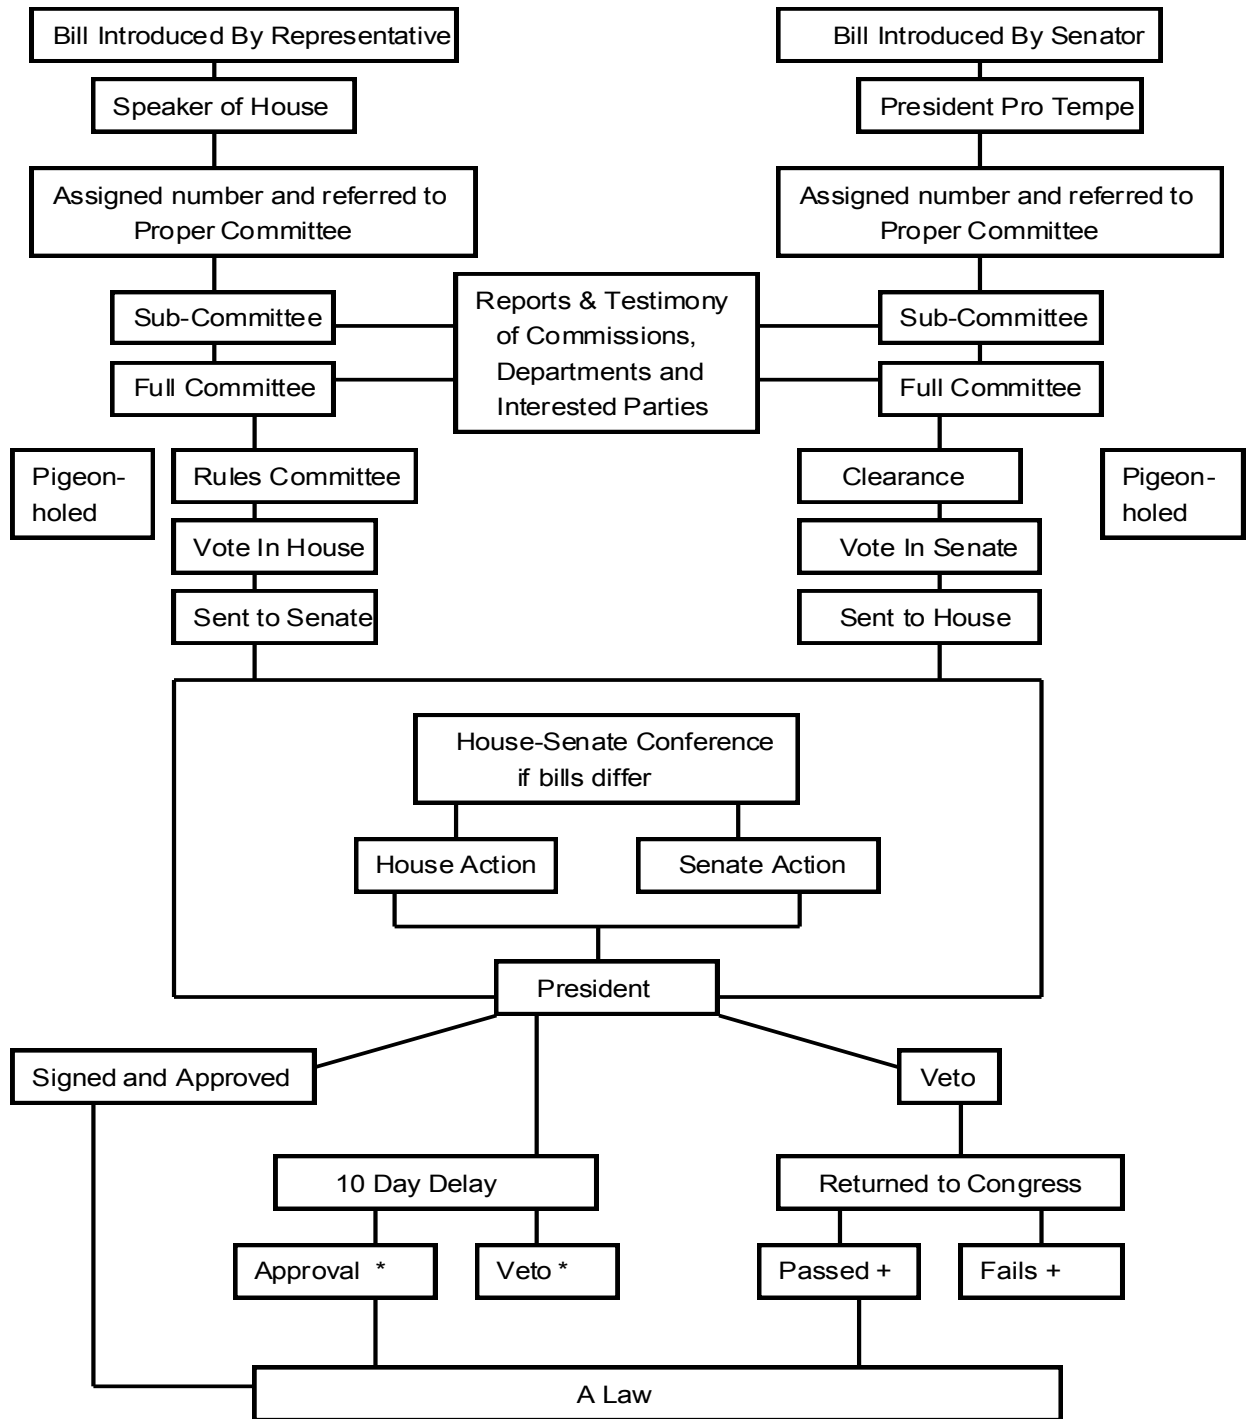 Bill Introduced By Representative
Bill Introduced By Senator
Speaker of House
President Pro Tempe
Assigned number and referred to
Proper Committee
Assigned number and referred to
Proper Committee
Sub-Committee
Reports & Testimony
of Commissions,
Departments and
Interested Parties
Sub-Committee
Full Committee
Full Committee
Pigeon-
holed
Rules Committee
Clearance
Pigeon-
holed
Vote In House
Vote In Senate
Sent to Senate
Sent to House
House-Senate Conference
if bills differ
House Action
Senate Action
President
Signed and Approved
Veto
10 Day Delay
Returned to Congress
Approval *
Veto *
Passed +
Fails +
A Law